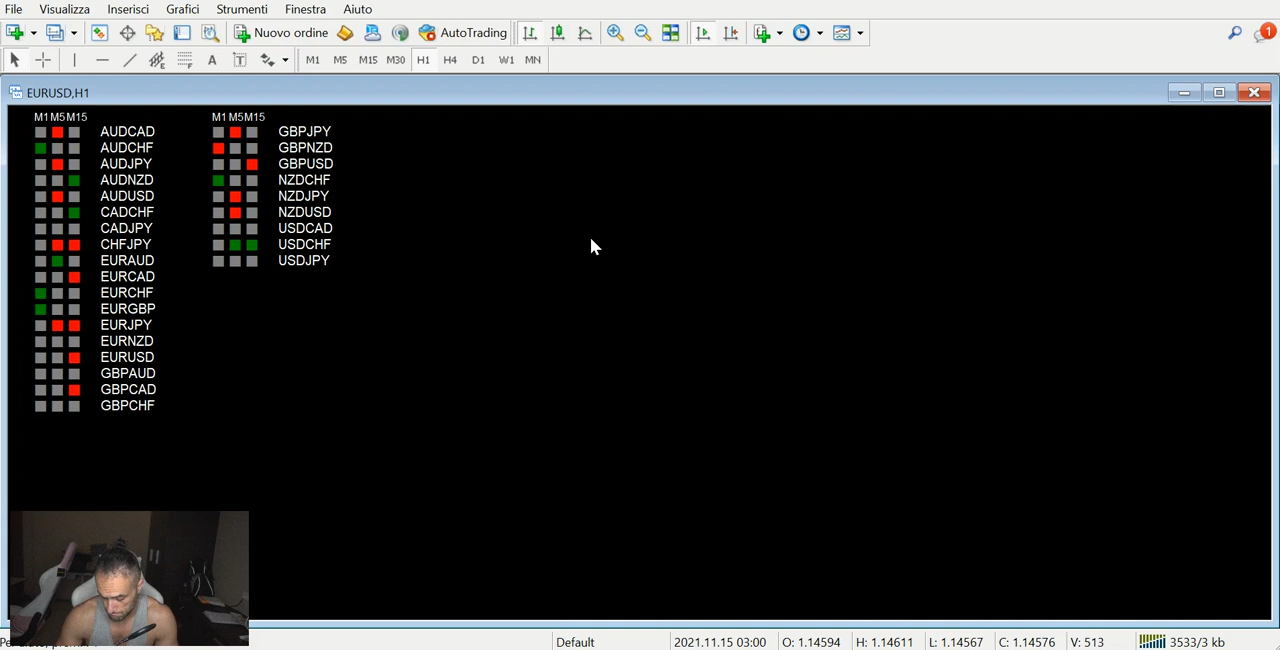 File Visualizza Inserisci Grafici Strumenti Finestra Aiuto
Nuovo ordine AutoTrading 1
A T M1 M5 M15 M30 H1 H4 D1 W1 MN
EURUSD,H1
M1 M5 M15 M1 M5 M15
AUDCAD GBPJPY
AUDCHF GBPNZD
AUDJPY GBPUSD
AUDNZD NZDCHF
AUDUSD NZDJPY
CADCHF NZDUSD
CADJPY USDCAD
CHFJPY USDCHF
EURAUD USDJPY
EURCAD
EURCHF
EURGBP
EURJPY
EURNZD
EURUSD
GBPAUD
GBPCAD
GBPCHF
Default 2021.11.15 03:00 O: 1.14594 H: 1.14611 L: 1.14567 C: 1.14576 V: 513 3533/3 kb